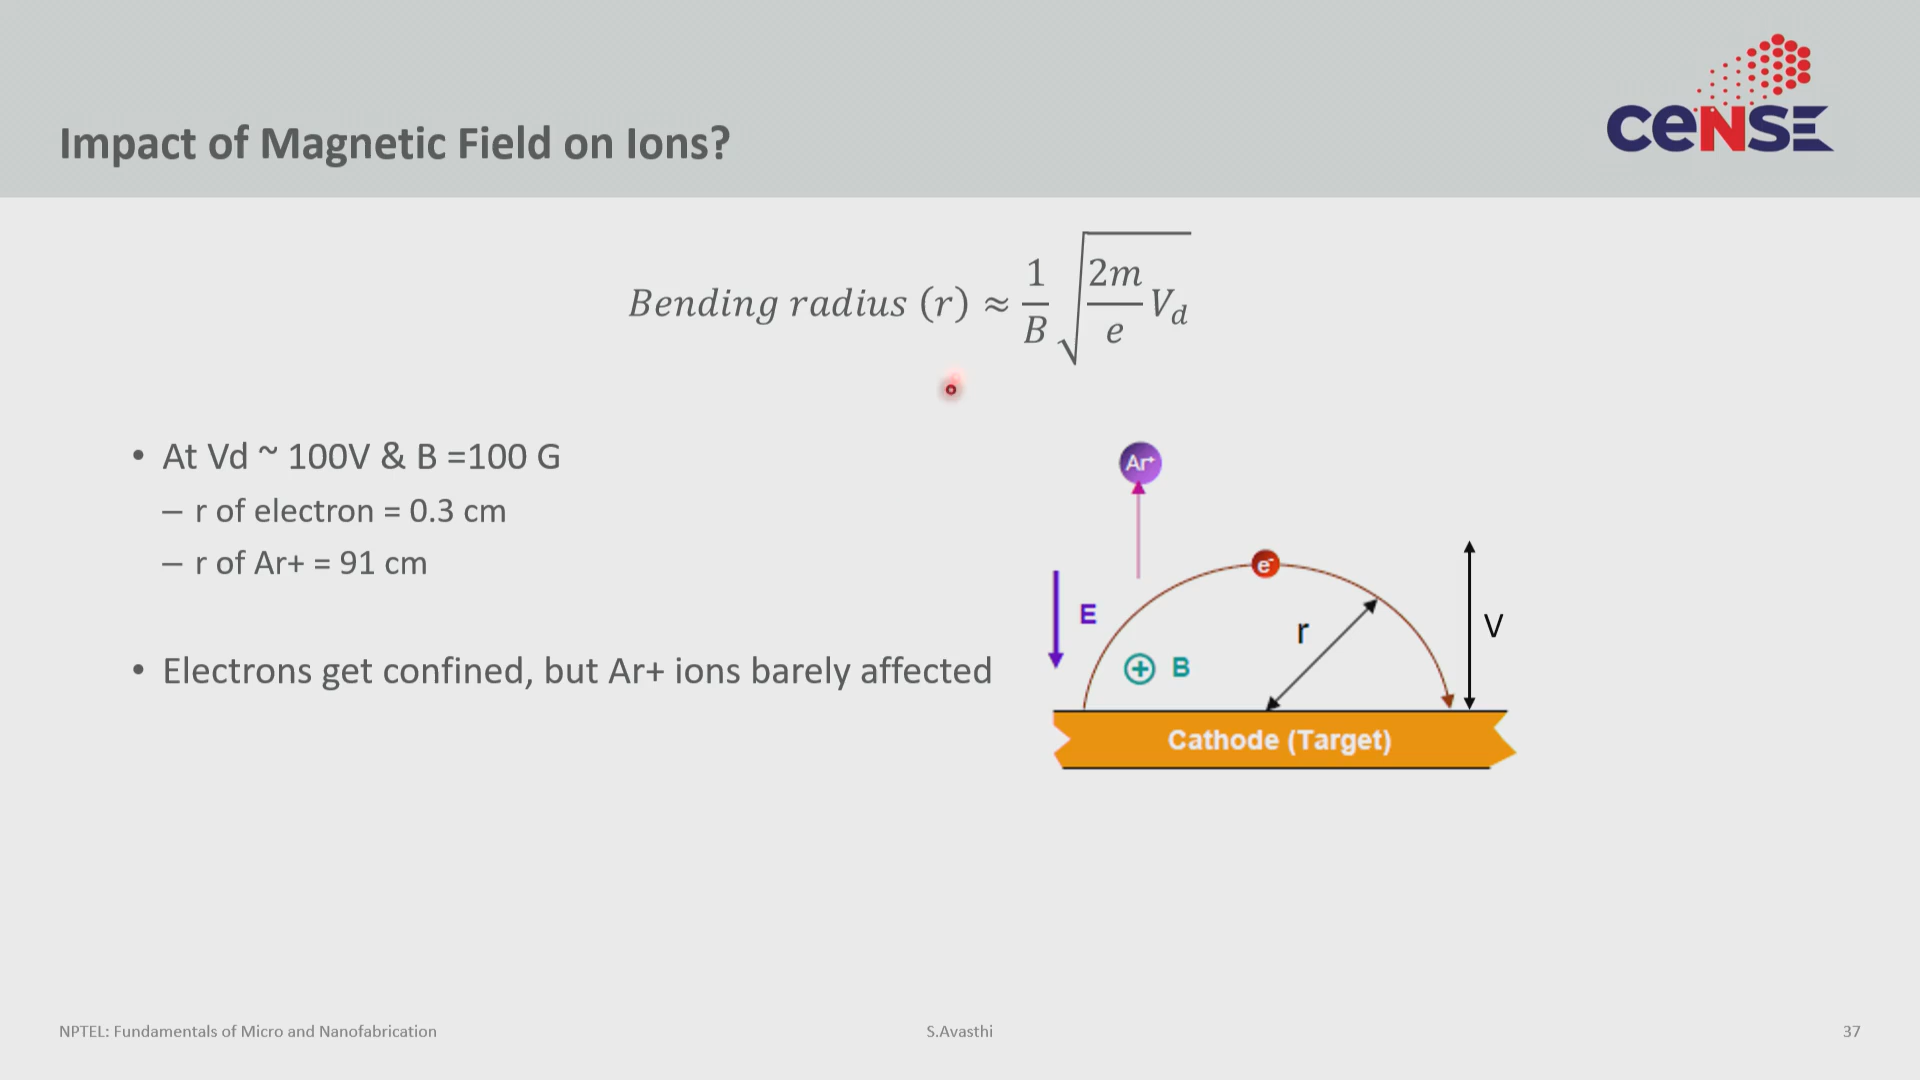 ceNSE
Impact of Magnetic Field on Ions?
Bending radius (r) ≈ 1/B √(2m/e V_d)
• At Vd ~ 100V & B =100 G
– r of electron = 0.3 cm
– r of Ar+ = 91 cm
• Electrons get confined, but Ar+ ions barely affected
Ar+
e-
E
r
V
B
Cathode (Target)
NPTEL: Fundamentals of Micro and Nanofabrication
S.Avasthi
37